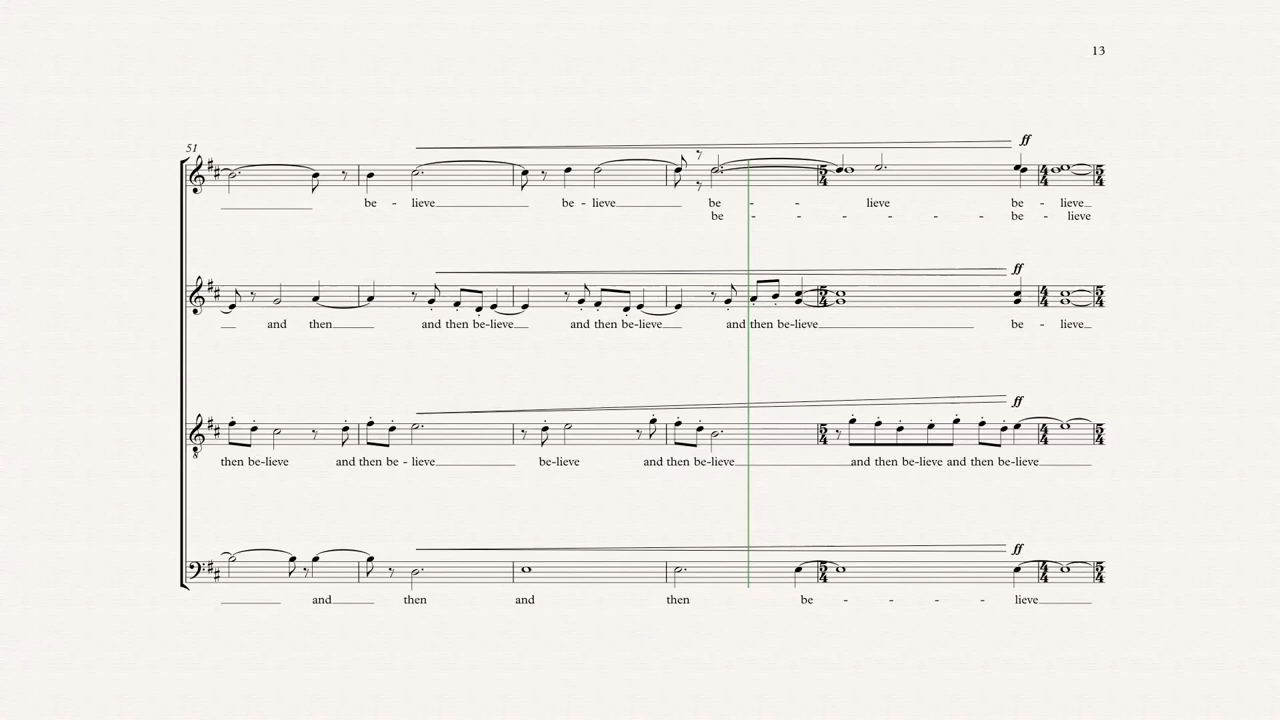 13
51
ff
be - lieve be - lieve be - - lieve be - lieve
be - - - - - be - lieve
ff
and then and then be-lieve and then be-lieve and then be-lieve be - lieve
ff
then be-lieve and then be - lieve be-lieve and then be-lieve and then be-lieve and then be-lieve
ff
and then and then be - - - - lieve